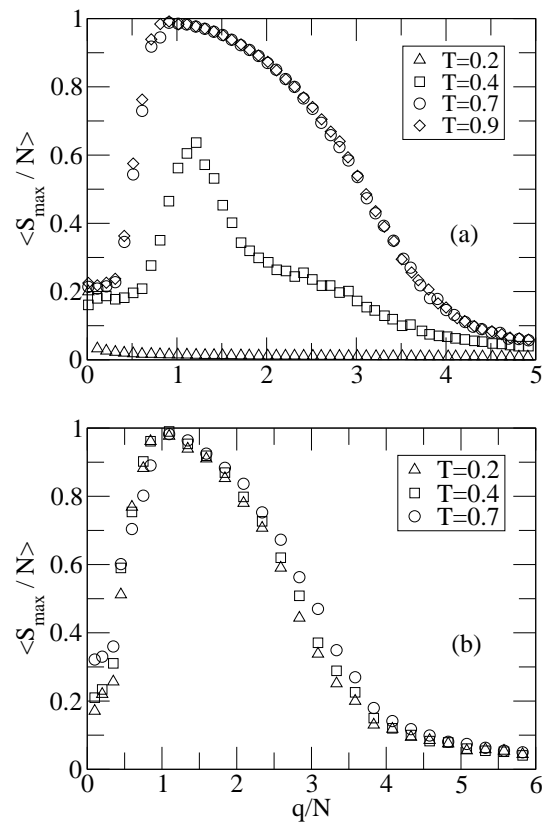 1
0.8
0.6
0.4
0.2
0
<S_max / N>
T=0.2
T=0.4
T=0.7
T=0.9
(a)
0 1 2 3 4 5
1
0.8
0.6
0.4
0.2
0
<S_max / N>
T=0.2
T=0.4
T=0.7
(b)
0 1 2 3 4 5 6
q/N